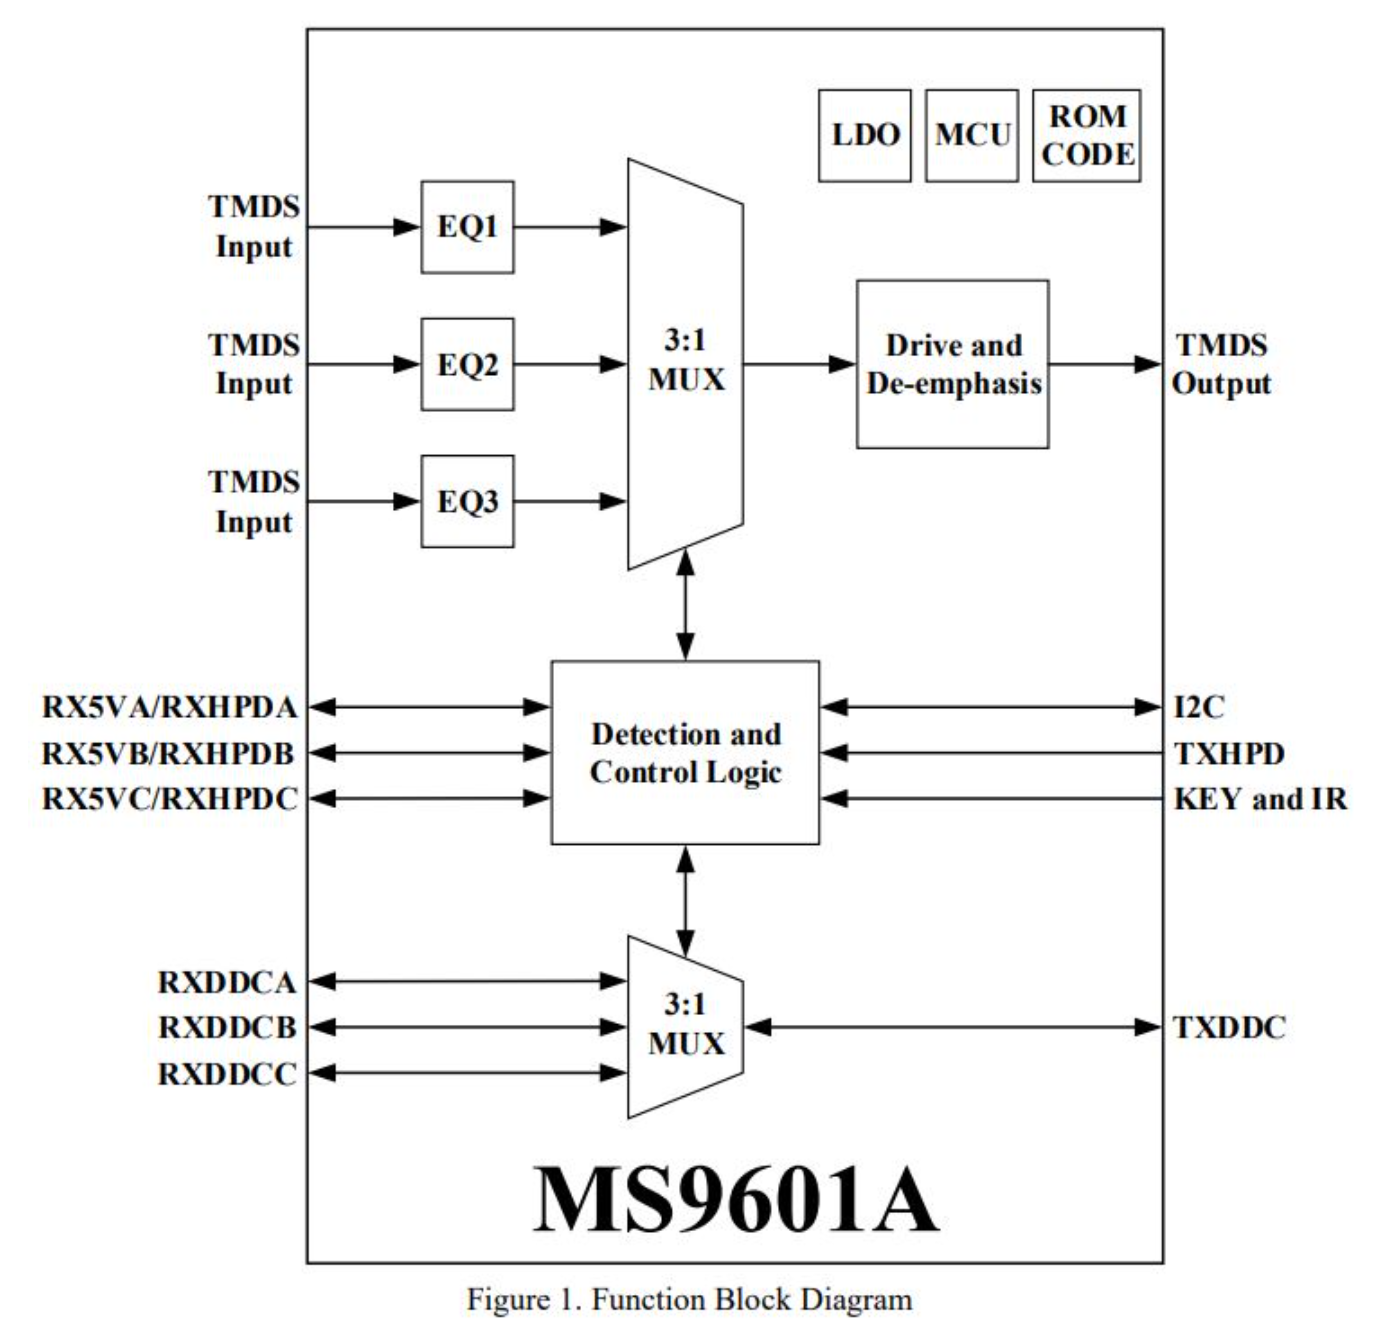 LDO
MCU
ROM
CODE
TMDS
Input
EQ1
TMDS
Input
EQ2
TMDS
Input
EQ3
3:1
MUX
Drive and
De-emphasis
TMDS
Output
RX5VA/RXHPDA
RX5VB/RXHPDB
RX5VC/RXHPDC
Detection and
Control Logic
I2C
TXHPD
KEY and IR
RXDDCA
RXDDCB
RXDDCC
3:1
MUX
TXDDC
MS9601A
Figure 1. Function Block Diagram